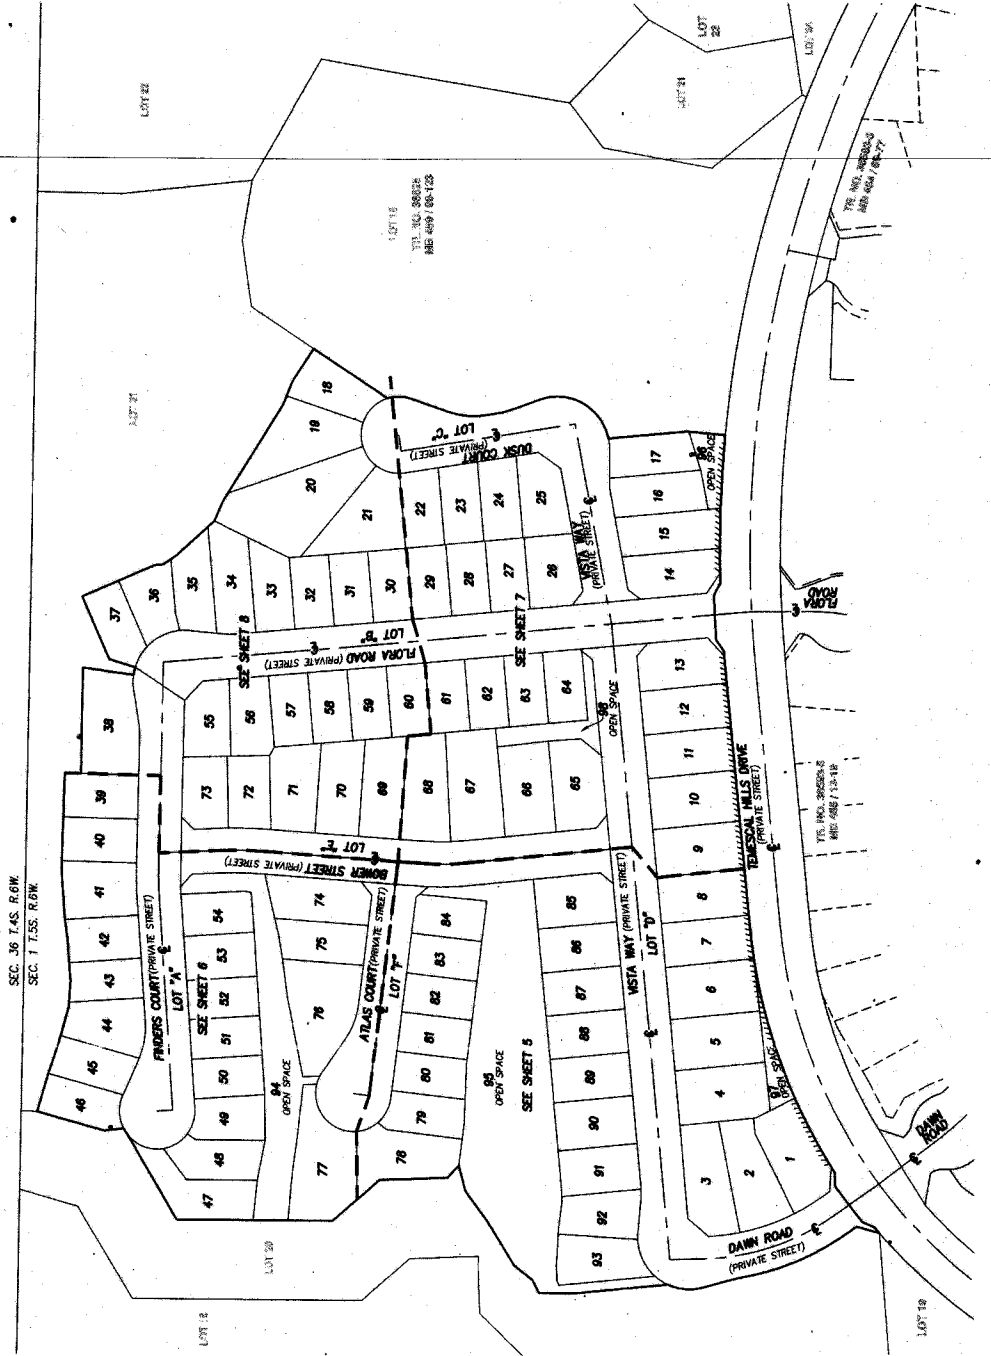 SEC. 36 T.4S. R.6W.
SEC. 1 T.5S. R.6W.
LOT 22
LOT 21
LOT
LOT 21
TR. NO.
37
36
35
34
33
32
31
30
29
28
27
26
18
19
20
21
22
23
24
25
LOT "C"
(PRIVATE STREET)
DUSK COURT
VISTA WAY
(PRIVATE STREET)
17
16
15
14
OPEN SPACE
SEE SHEET 8
LOT "B"
FLORA ROAD (PRIVATE STREET)
SEE SHEET 7
FLORA
ROAD
38
39
40
41
42
43
44
45
46
55
56
57
58
59
60
61
62
63
64
OPEN SPACE
73
72
71
70
69
68
67
66
65
13
12
11
10
9
8
7
6
5
4
3
2
1
TEMESCAL HILLS DRIVE
(PRIVATE STREET)
LOT "E"
BOWER STREET (PRIVATE STREET)
FINDERS COURT (PRIVATE STREET)
LOT "A"
SEE SHEET 6
54
53
52
51
50
49
48
47
94
OPEN SPACE
74
75
76
77
78
ATLAS COURT (PRIVATE STREET)
LOT "F"
84
83
82
81
80
79
95
OPEN SPACE
SEE SHEET 5
85
86
87
88
89
90
91
92
93
VISTA WAY (PRIVATE STREET)
LOT "D"
97
OPEN SPACE
DAWN ROAD
(PRIVATE STREET)
DAWN
ROAD
LOT 20
LOT 19